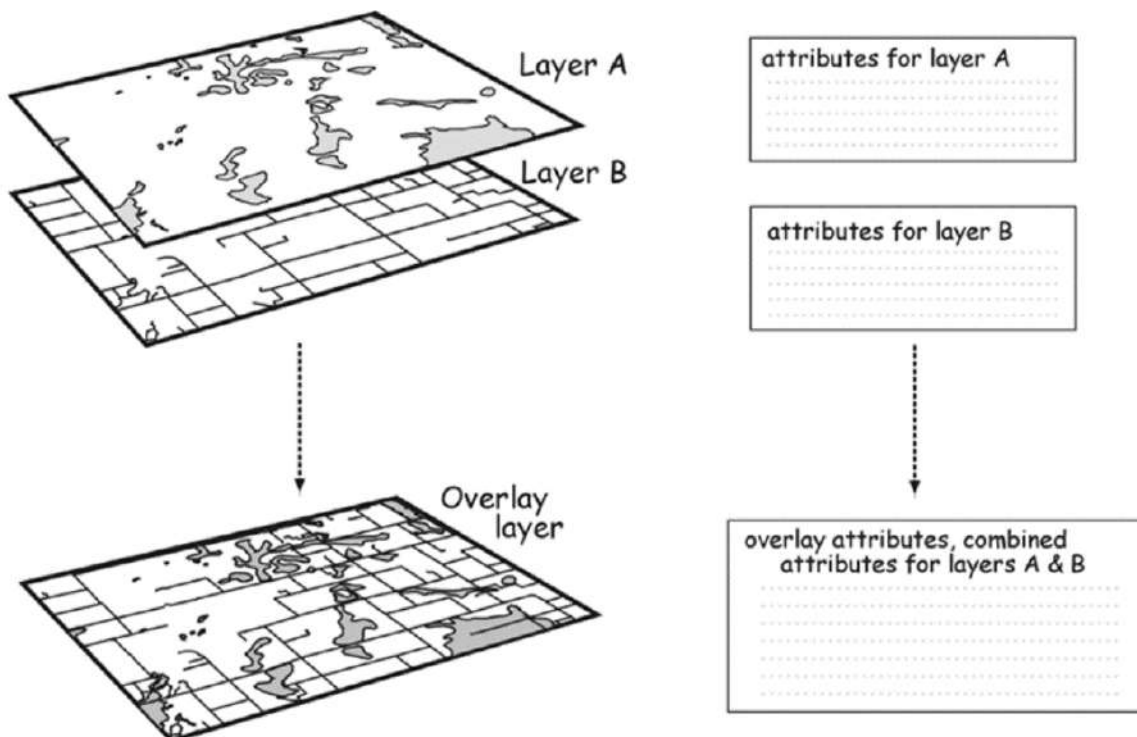 Layer A
attributes for layer A
Layer B
attributes for layer B
Overlay
layer
overlay attributes, combined
attributes for layers A & B